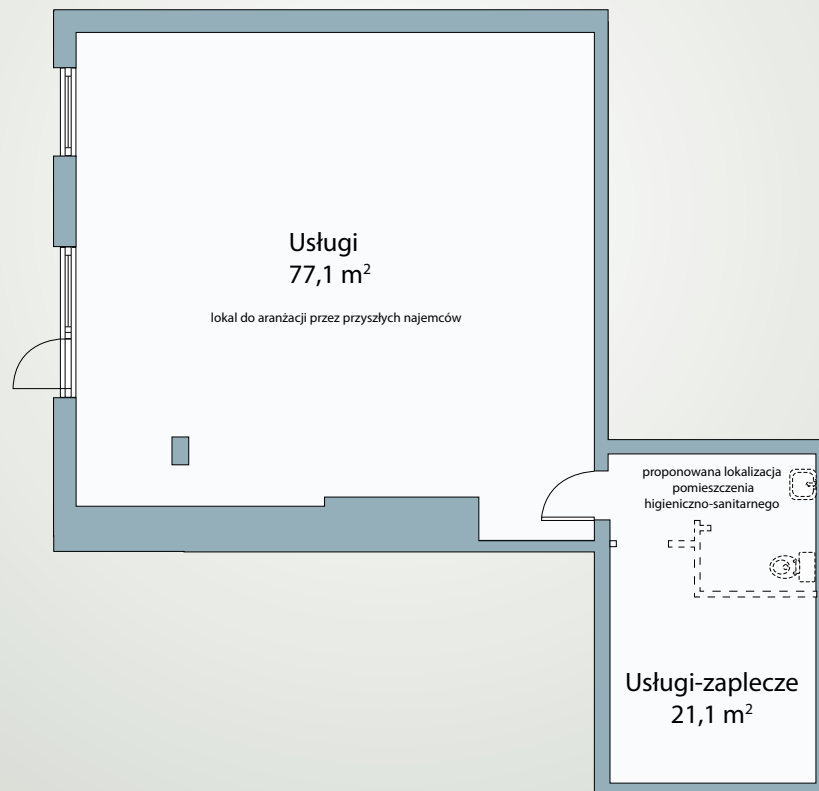 Usługi
77,1 m²
lokal do aranżacji przez przyszłych najemców
proponowana lokalizacja
pomieszczenia
higieniczno-sanitarnego
Usługi-zaplecze
21,1 m²